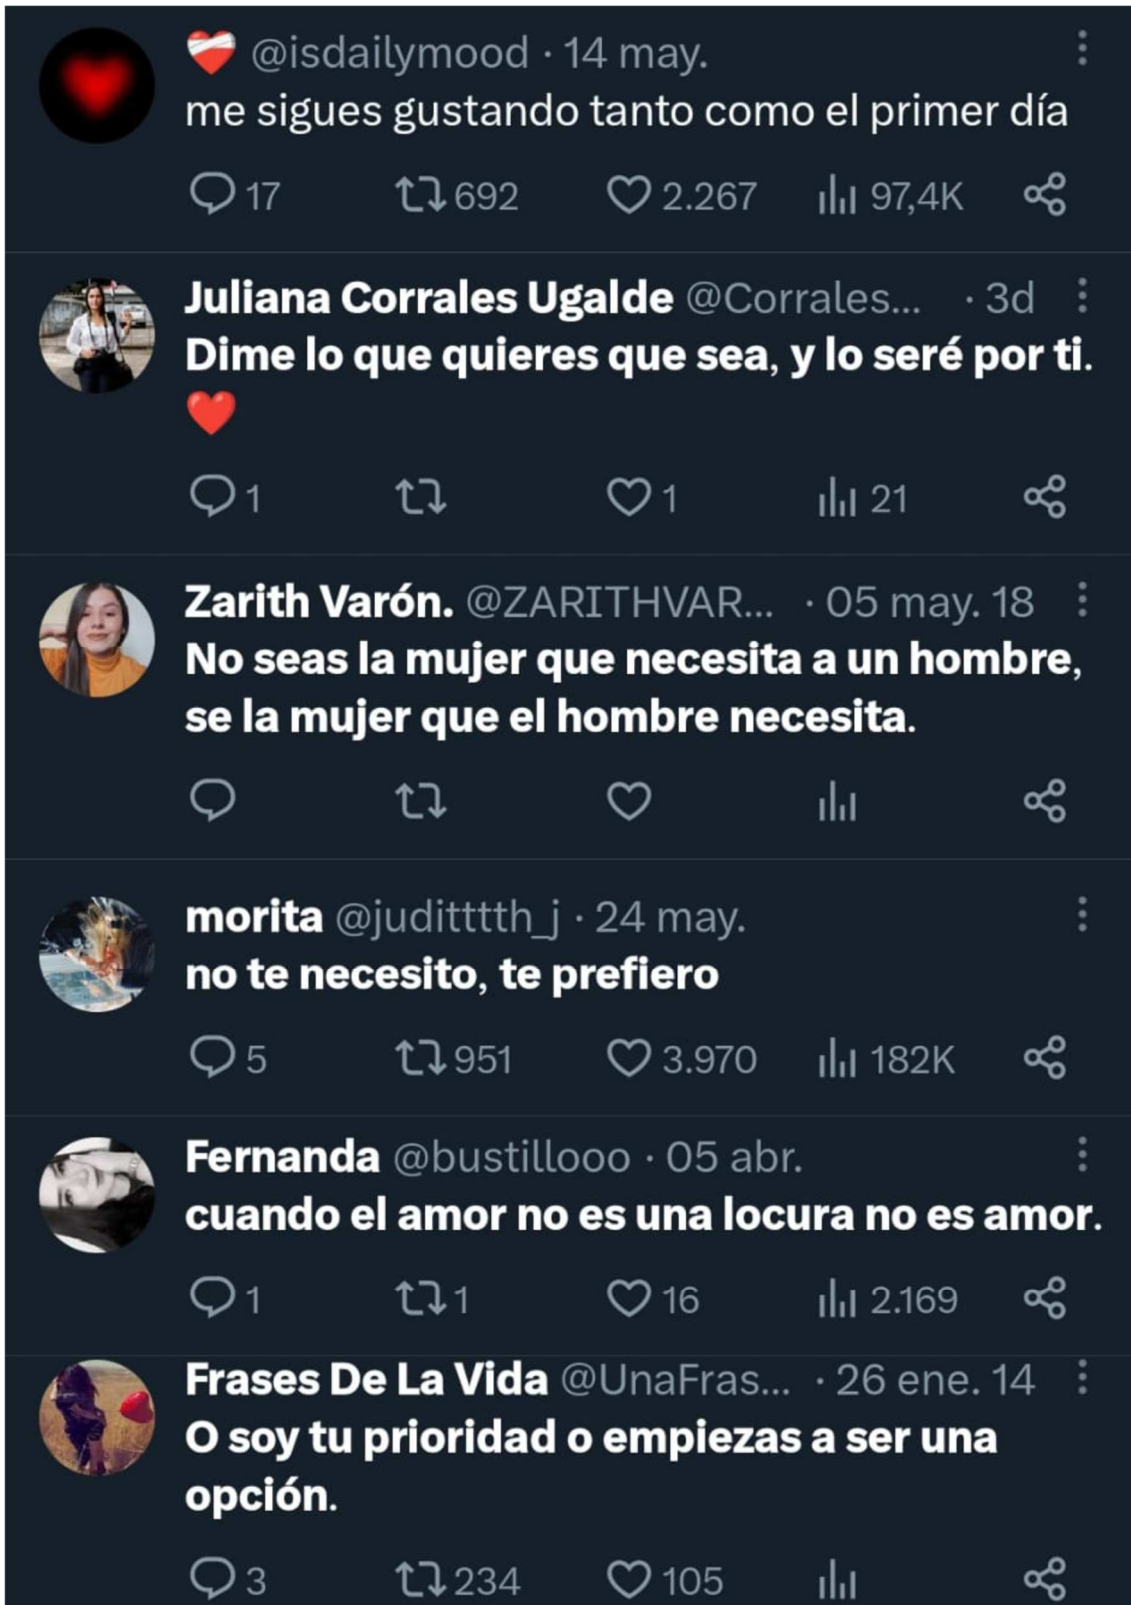 ❤️‍🩹 @isdailymood · 14 may.
me sigues gustando tanto como el primer día
17 692 2.267 97,4K
Juliana Corrales Ugalde @Corrales... · 3d
Dime lo que quieres que sea, y lo seré por ti.
❤️
1 1 21
Zarith Varón. @ZARITHVAR... · 05 may. 18
No seas la mujer que necesita a un hombre,
se la mujer que el hombre necesita.
morita @juditttth_j · 24 may.
no te necesito, te prefiero
5 951 3.970 182K
Fernanda @bustillooo · 05 abr.
cuando el amor no es una locura no es amor.
1 1 16 2.169
Frases De La Vida @UnaFras... · 26 ene. 14
O soy tu prioridad o empiezas a ser una
opción.
3 234 105